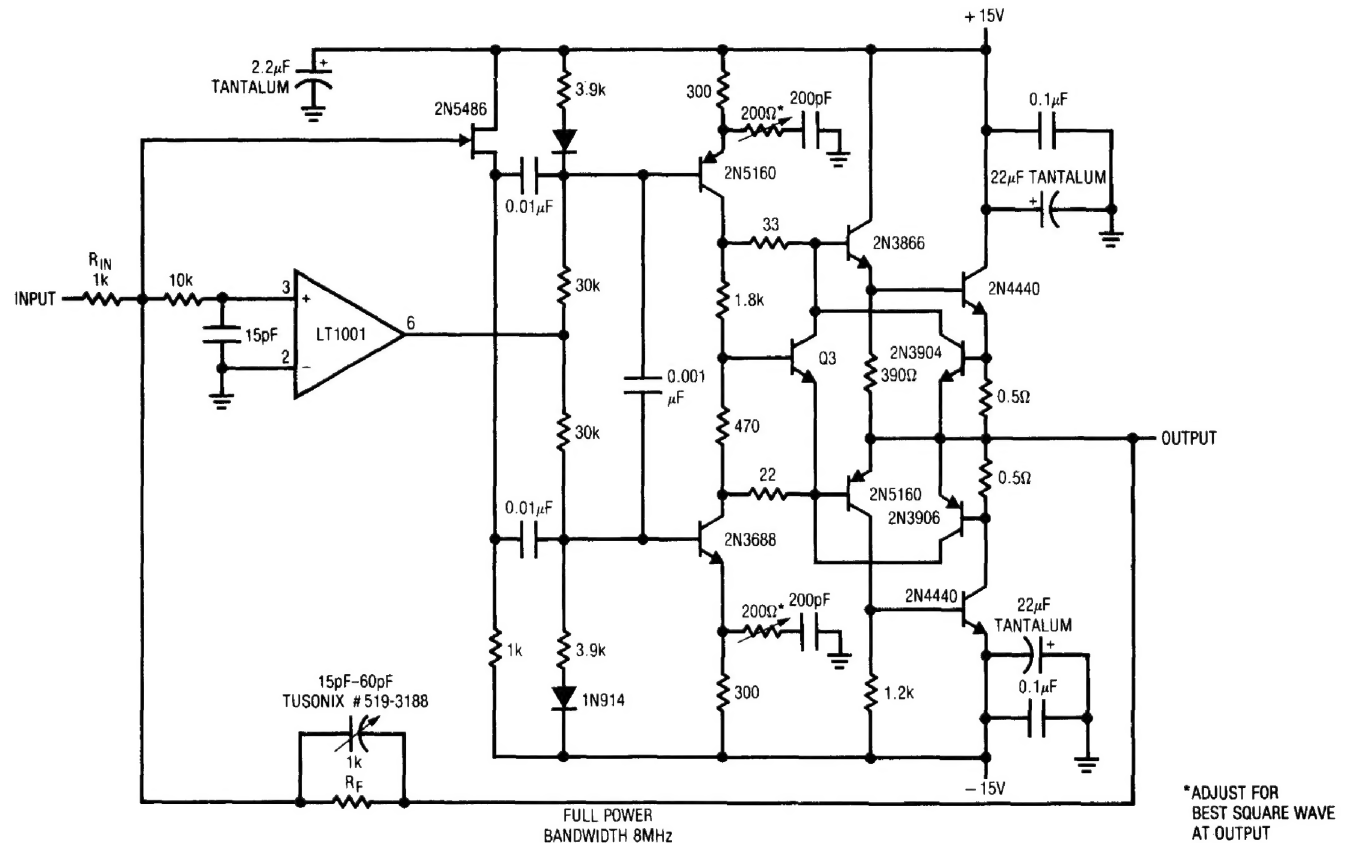 +15V
2.2µF
TANTALUM
3.9k
300
200Ω*
200pF
0.1µF
2N5486
2N5160
22µF TANTALUM
0.01µF
33
2N3866
RIN
1k
10k
30k
2N4440
INPUT
3
+
1.8k
15pF
LT1001
6
Q3
2N3904
2
−
0.001
µF
390Ω
0.5Ω
30k
470
OUTPUT
22
0.5Ω
2N5160
0.01µF
2N3906
2N3688
2N4440
200Ω*
200pF
22µF
TANTALUM
1k
3.9k
0.1µF
15pF–60pF
TUSONIX #519-3188
1N914
300
1.2k
1k
RF
−15V
FULL POWER
BANDWIDTH 8MHz
*ADJUST FOR
BEST SQUARE WAVE
AT OUTPUT